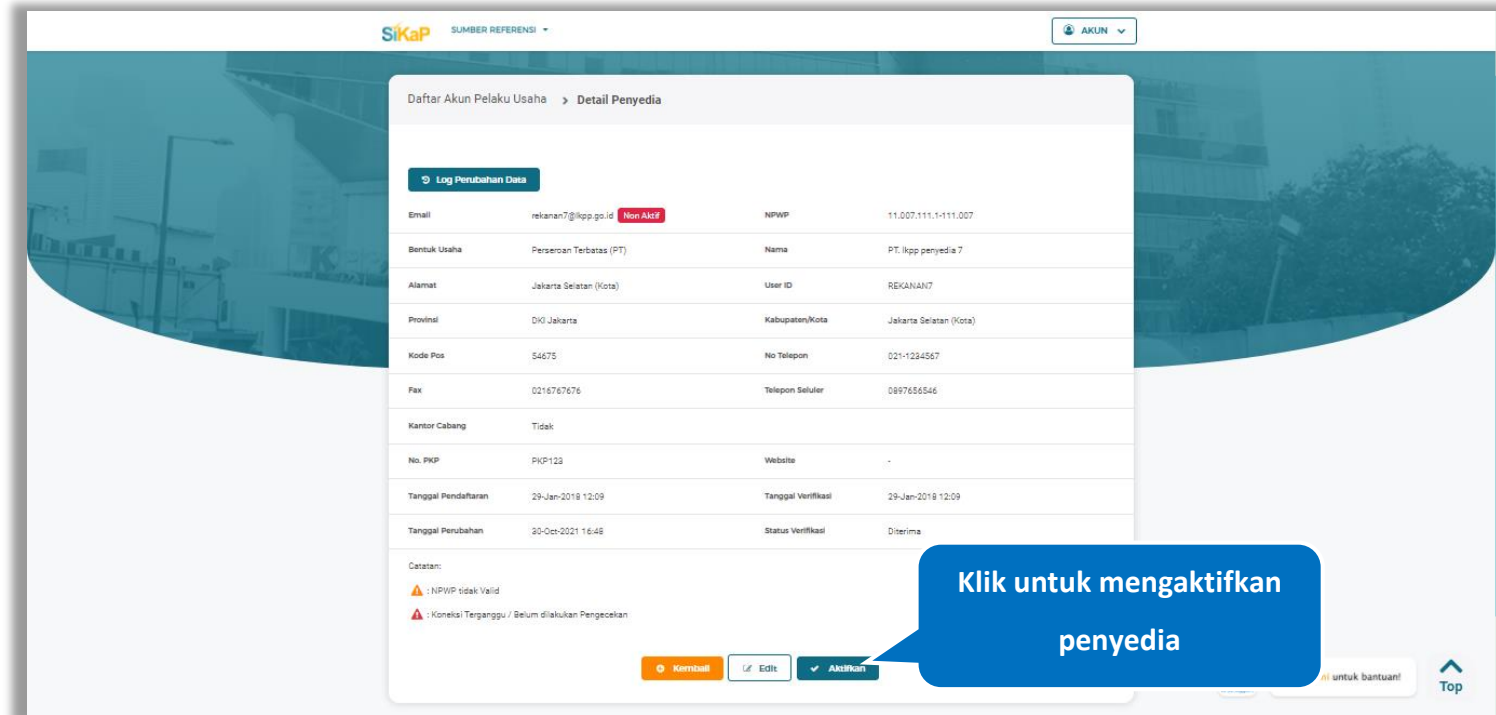 SiKaP SUMBER REFERENSI AKUN
Daftar Akun Pelaku Usaha > Detail Penyedia
Log Perubahan Data
Email rekanan7@lkpp.go.id Non Aktif NPWP 11.007.111.1-111.007
Bentuk Usaha Perseroan Terbatas (PT) Nama PT. lkpp penyedia 7
Alamat Jakarta Selatan (Kota) User ID REKANAN7
Provinsi DKI Jakarta Kabupaten/Kota Jakarta Selatan (Kota)
Kode Pos 54675 No Telepon 021-1234567
Fax 0216767676 Telepon Seluler 0897656546
Kantor Cabang Tidak
No. PKP PKP123 Website -
Tanggal Pendaftaran 29-Jan-2018 12:09 Tanggal Verifikasi 29-Jan-2018 12:09
Tanggal Perubahan 30-Oct-2021 16:48 Status Verifikasi Diterima
Catatan:
: NPWP tidak Valid
: Koneksi Terganggu / Belum dilakukan Pengecekan
Klik untuk mengaktifkan
penyedia
Kembali Edit Aktifkan
untuk bantuan!
Top